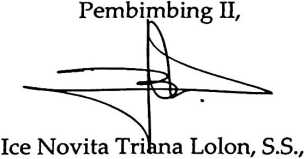 Pembimbing II,
Ice Novita Triana Lolon, S.S.,